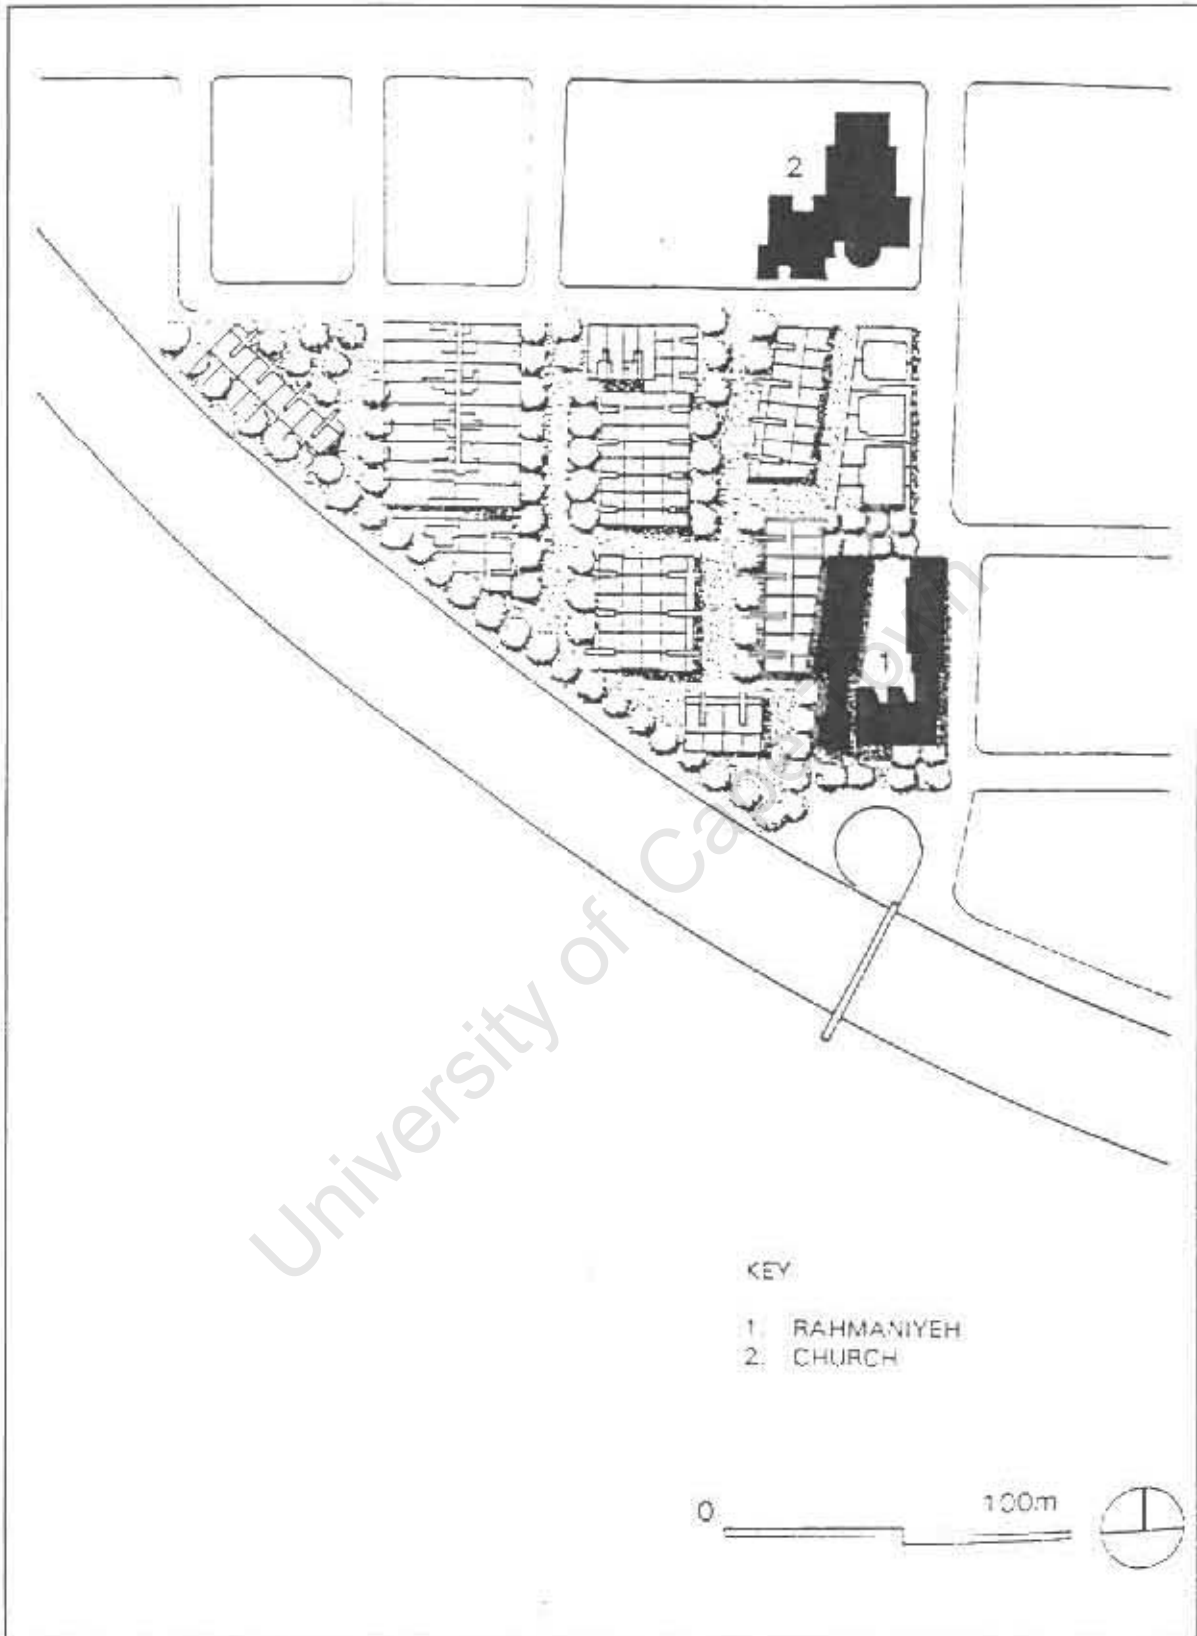 2
1
University of Cape Town
KEY
1. RAHMANIYEH
2. CHURCH
0 100m